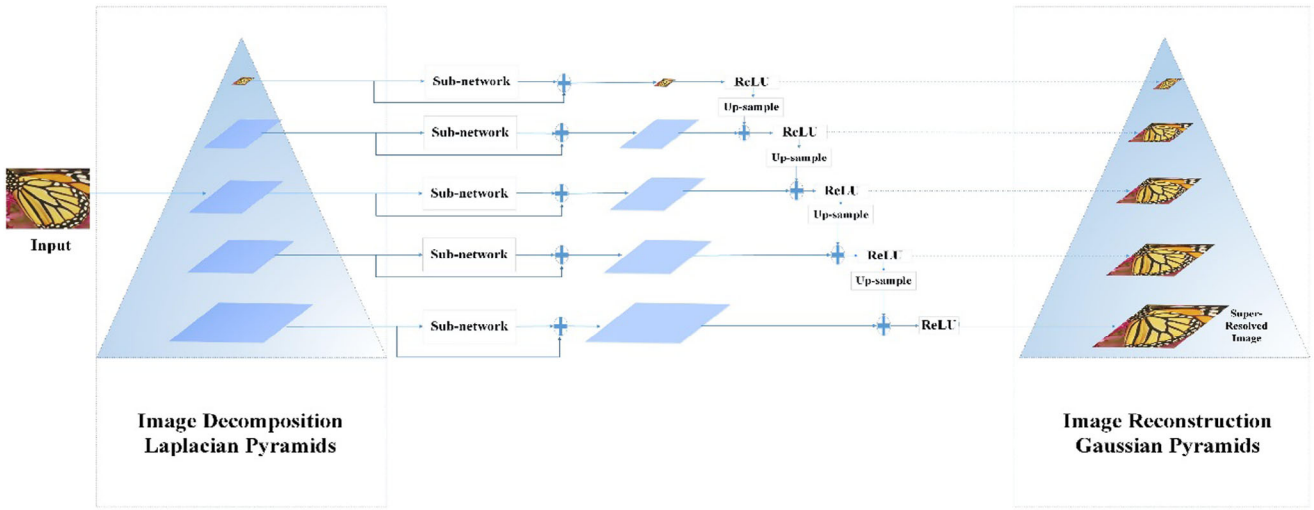 Sub-network
ReLU
Up-sample
Sub-network
ReLU
Up-sample
Sub-network
ReLU
Up-sample
Input
Sub-network
ReLU
Up-sample
Sub-network
ReLU
Super-
Resolved
Image
Image Decomposition
Laplacian Pyramids
Image Reconstruction
Gaussian Pyramids